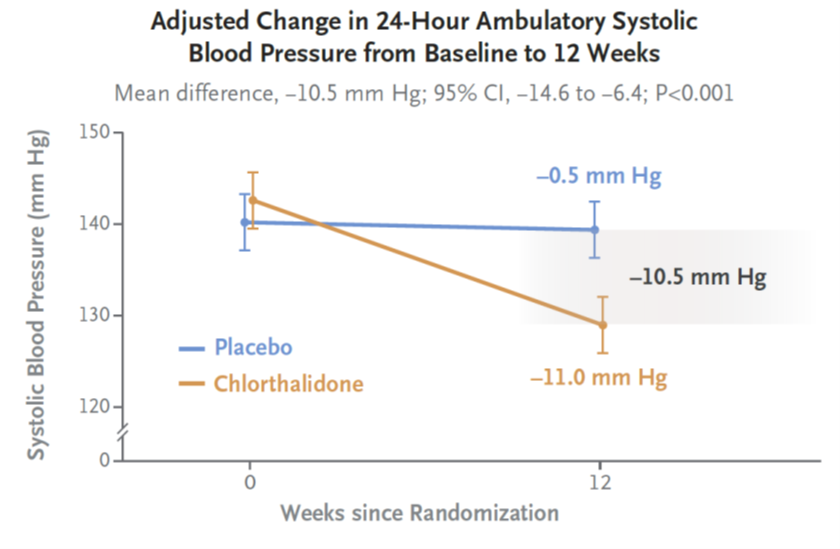 Adjusted Change in 24-Hour Ambulatory Systolic
Blood Pressure from Baseline to 12 Weeks
Mean difference, –10.5 mm Hg; 95% CI, –14.6 to –6.4; P<0.001
Systolic Blood Pressure (mm Hg)
150
140
130
120
0
–0.5 mm Hg
–10.5 mm Hg
–11.0 mm Hg
Placebo
Chlorthalidone
0
12
Weeks since Randomization